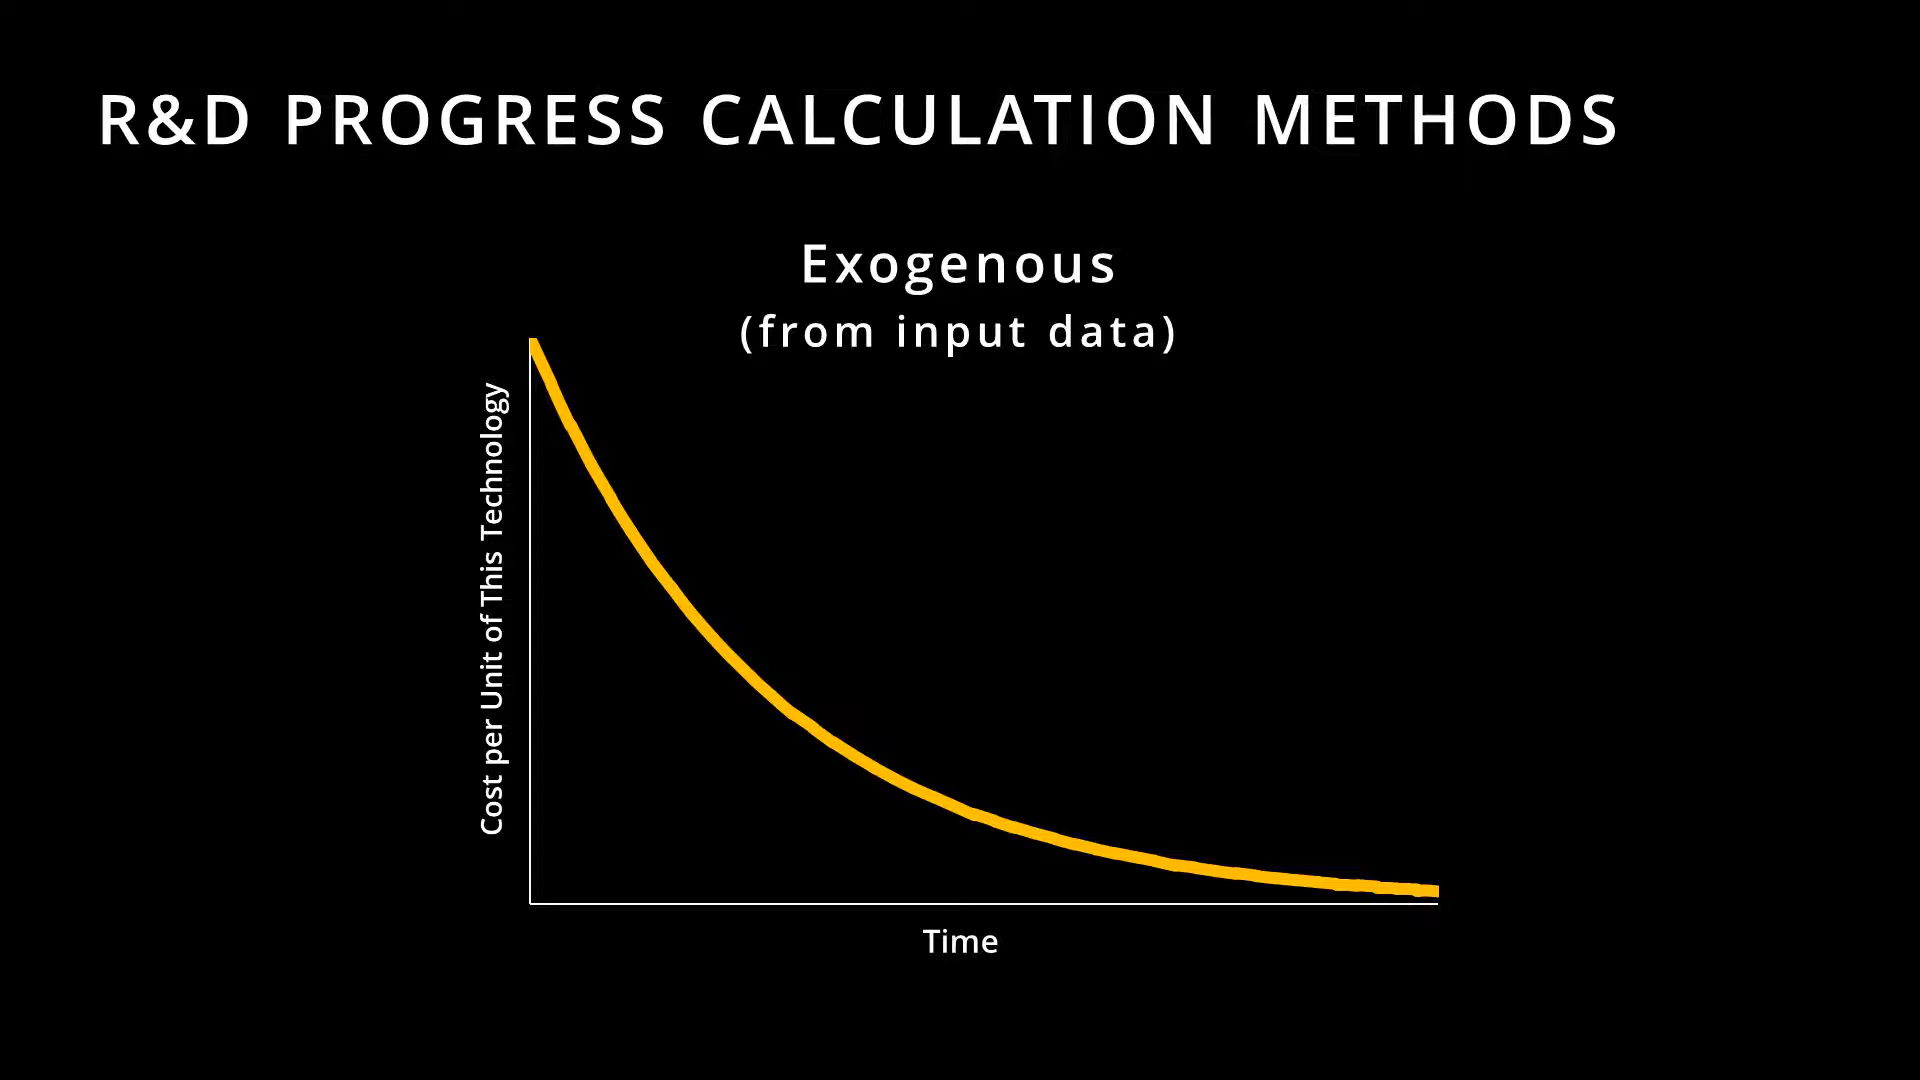 R&D PROGRESS CALCULATION METHODS
Exogenous
(from input data)
Cost per Unit of This Technology
Time